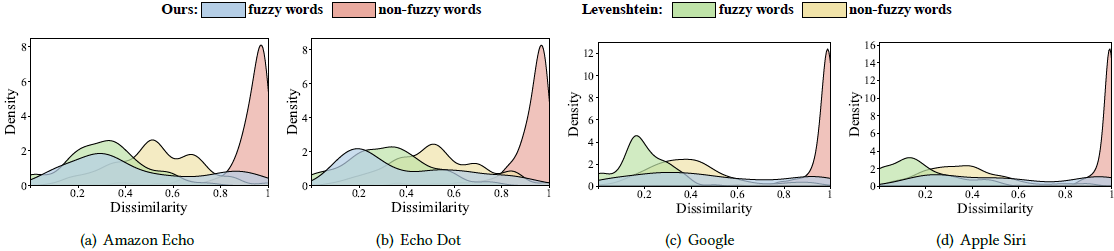 Ours: fuzzy words non-fuzzy words Levenshtein: fuzzy words non-fuzzy words
Density
8
6
4
2
0
0.2 0.4 0.6 0.8 1
Dissimilarity
(a) Amazon Echo
Density
8
6
4
2
0
0.2 0.4 0.6 0.8 1
Dissimilarity
(b) Echo Dot
Density
12
10
8
6
4
2
0
0.2 0.4 0.6 0.8 1
Dissimilarity
(c) Google
Density
16
14
12
10
8
6
4
2
0
0.2 0.4 0.6 0.8 1
Dissimilarity
(d) Apple Siri